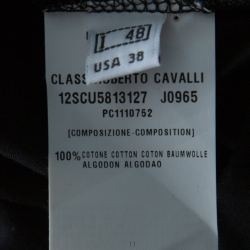 I 48
USA 38
CLASS ROBERTO CAVALLI
12SCU5813127 J0965
PC1110752
[COMPOSIZIONE-COMPOSITION]
100% COTONE COTTON COTON BAUMWOLLE
ALGODON ALGODAO